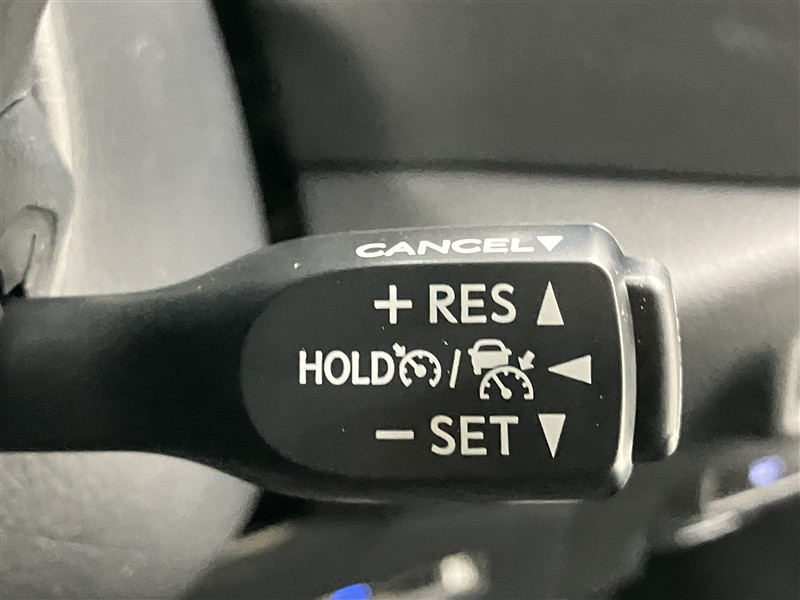 CANCEL▼
+ RES ▲
HOLD / ◀
− SET ▼